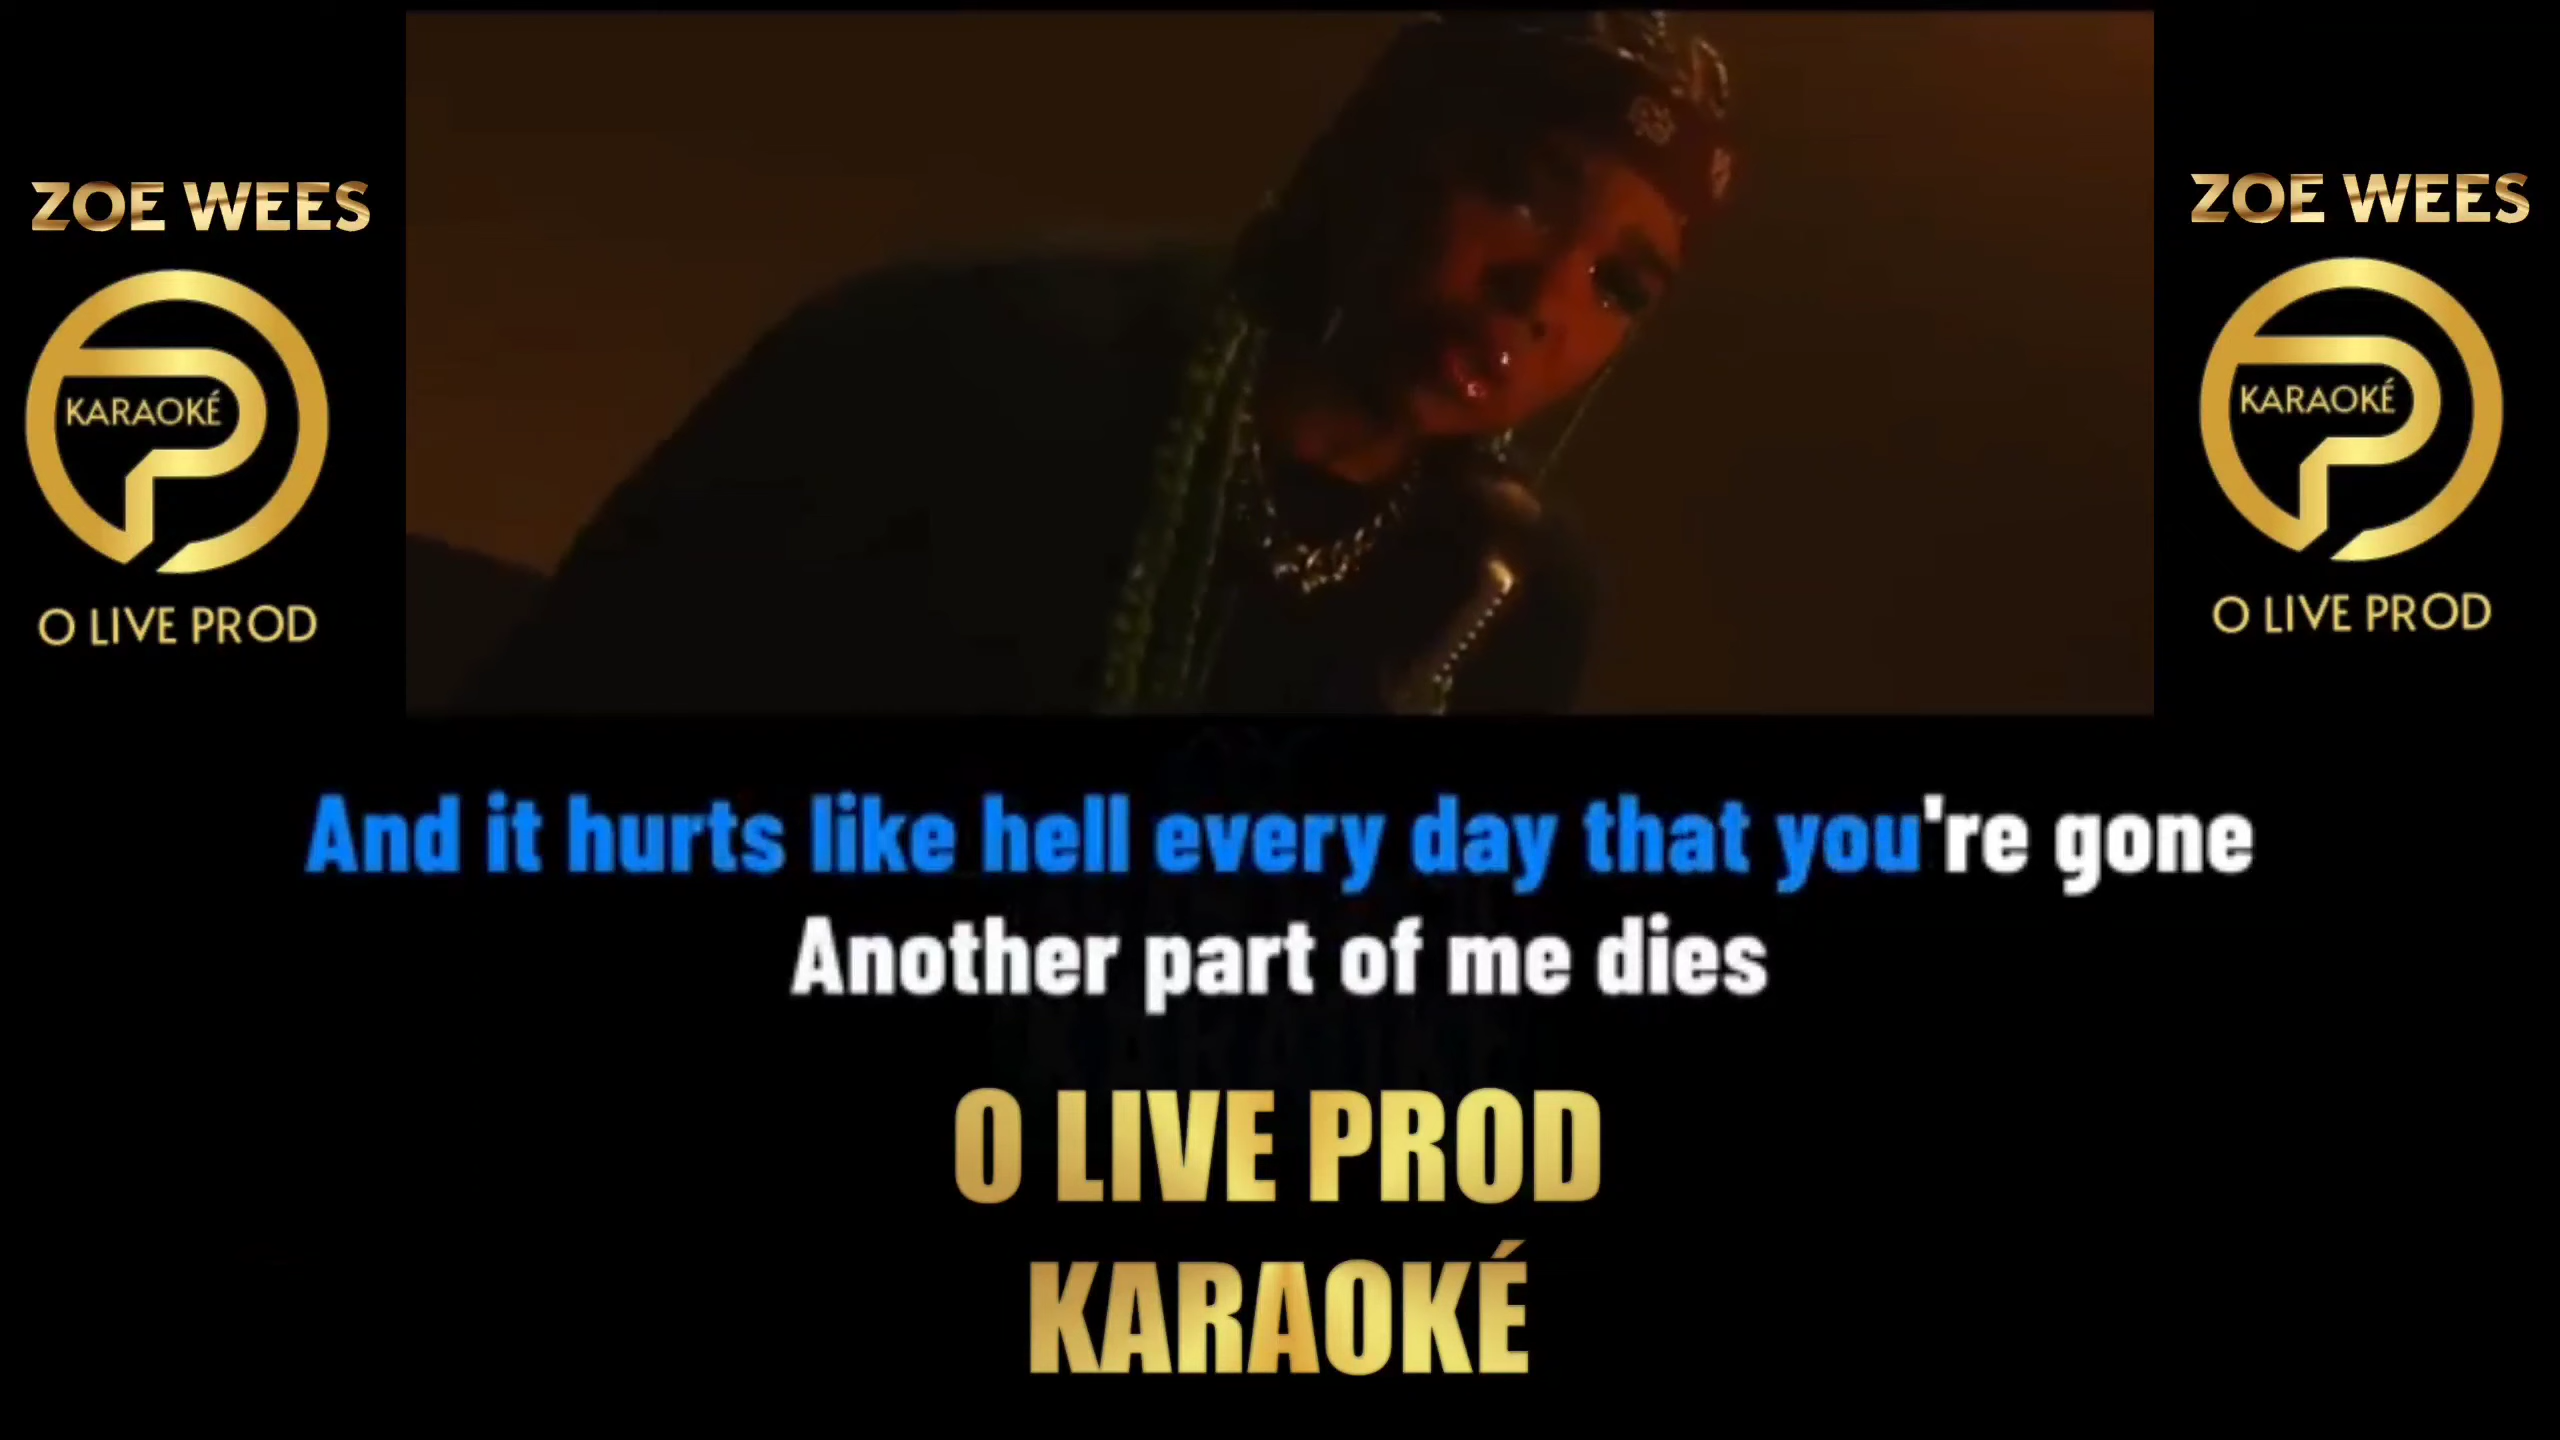 ZOE WEES
KARAOKÉ
O LIVE PROD
ZOE WEES
KARAOKÉ
O LIVE PROD
And it hurts like hell every day that you're gone
Another part of me dies
O LIVE PROD
KARAOKÉ